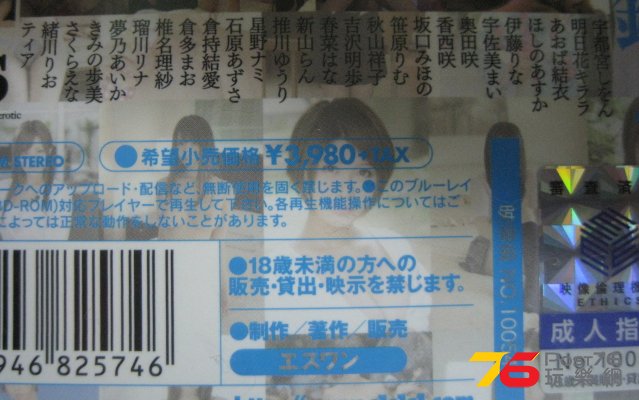 宇都宮しをん
明日花キララ
あおば結衣
ほしのあすか
伊藤りな
宇佐美まい
奥田咲
香西咲
坂口みほの
笹原りむ
秋山祥子
吉沢明歩
春菜はな
新山らん
推川ゆうり
星野ナミ
石原あずさ
倉持結愛
倉多まお
椎名理紗
瑠川リナ
夢乃あいか
きみの歩美
さくらえな
緒川りお
ティア
erotic
STEREO
●希望小売価格 ¥3,980+TAX
ークへのアップロード・配信など、無断使用を固く禁じます。●このブルーレイ
BD-ROM)対応プレイヤーで再生して下さい。各再生機能操作についてはご
によっては正常な動作をしないことがあります。
●18歳未満の方への
販売・貸出・映示を禁じます。
●制作/著作/販売
エスワン
946 825746
審査済
映像倫理機
ETHICS
成人指
76
玩樂網